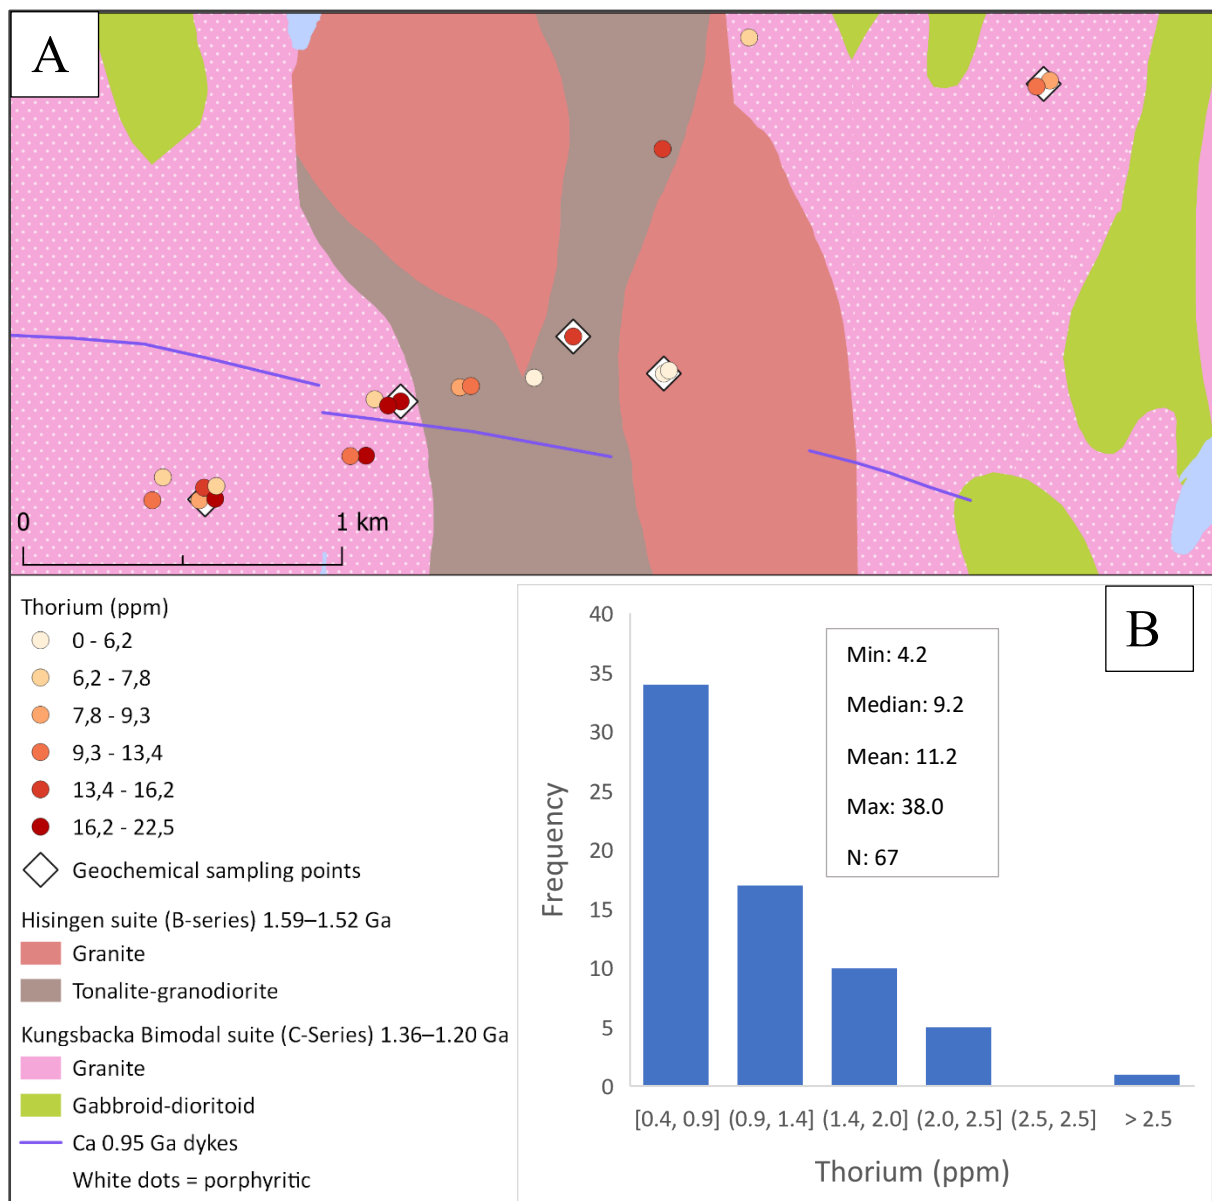 A
0
1 km
Thorium (ppm)
0 - 6,2
6,2 - 7,8
7,8 - 9,3
9,3 - 13,4
13,4 - 16,2
16,2 - 22,5
Geochemical sampling points
Hisingen suite (B-series) 1.59–1.52 Ga
Granite
Tonalite-granodiorite
Kungsbacka Bimodal suite (C-Series) 1.36–1.20 Ga
Granite
Gabbroid-dioritoid
Ca 0.95 Ga dykes
White dots = porphyritic
B
Min: 4.2
Median: 9.2
Mean: 11.2
Max: 38.0
N: 67
Frequency
40
35
30
25
20
15
10
5
0
[0.4, 0.9] (0.9, 1.4] (1.4, 2.0] (2.0, 2.5] (2.5, 2.5] > 2.5
Thorium (ppm)